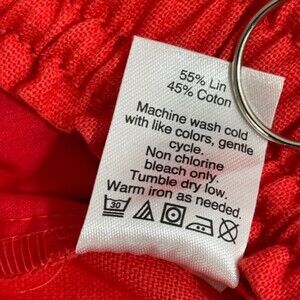 55% Lin
45% Coton
Machine wash cold
with like colors, gentle
cycle.
Non chlorine
bleach only.
Tumble dry low.
Warm iron as needed.
30